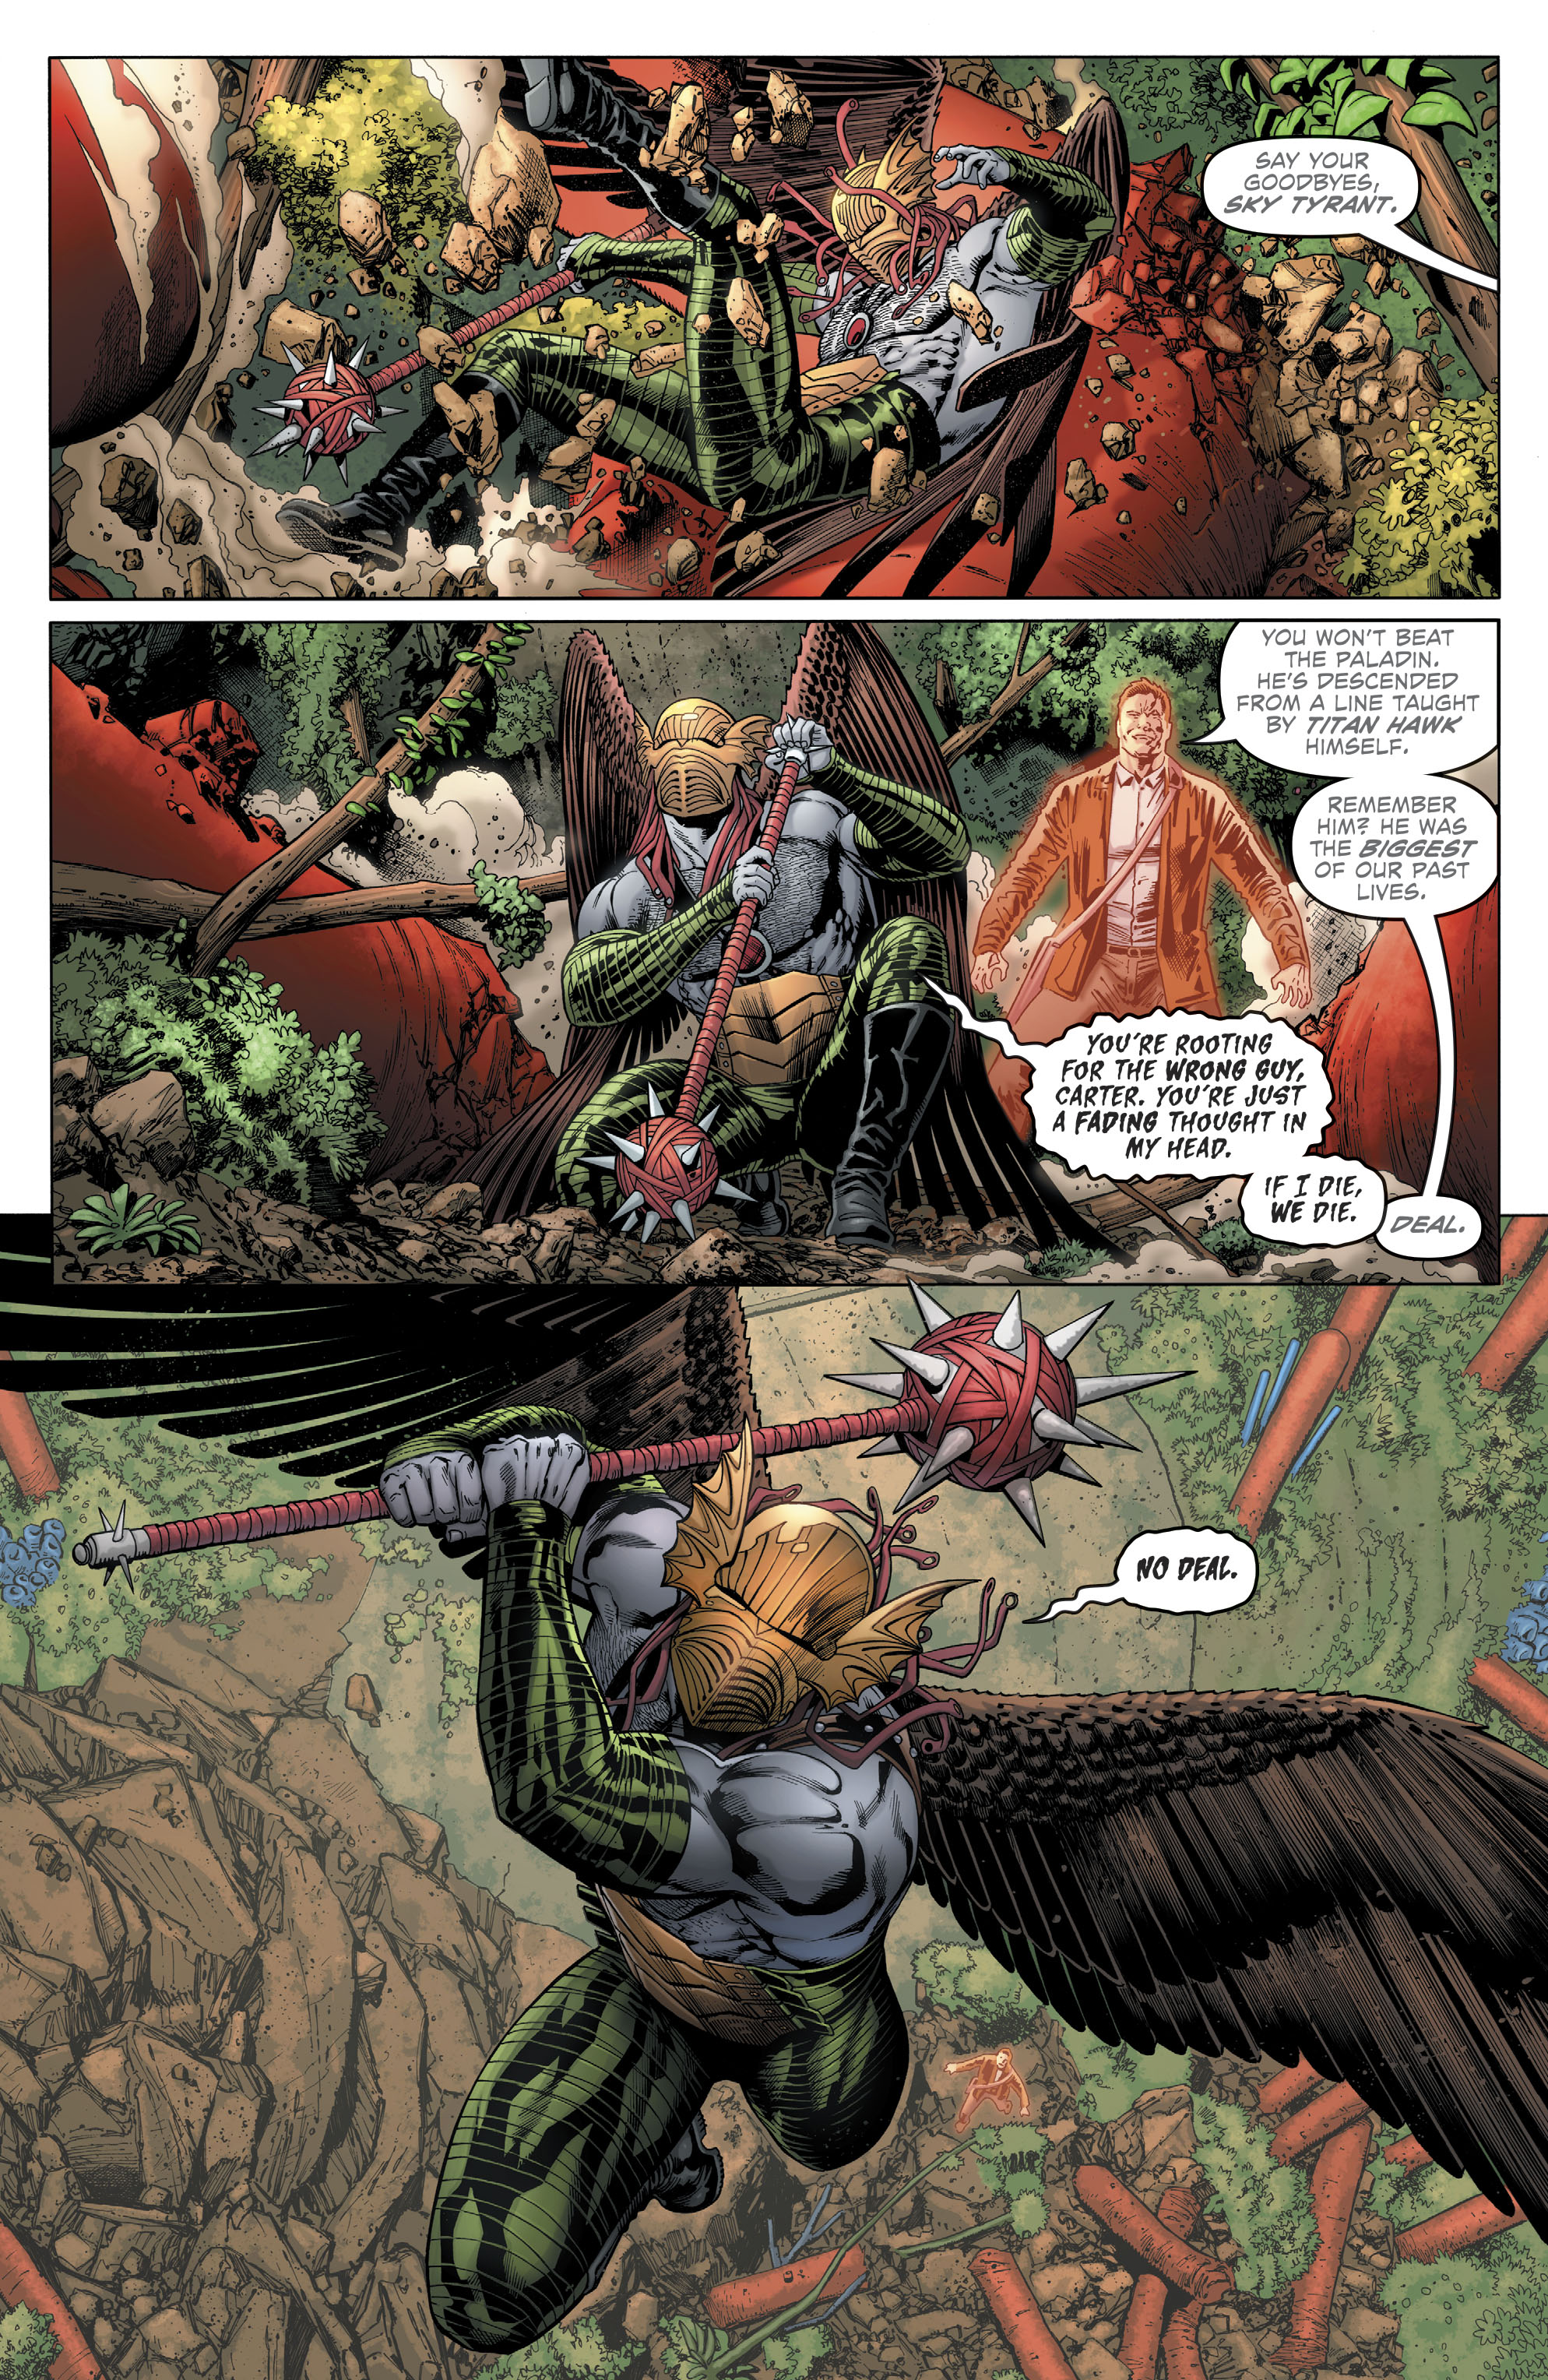 SAY YOUR
GOODBYES,
SKY TYRANT.
YOU WON'T BEAT
THE PALADIN.
HE'S DESCENDED
FROM A LINE TAUGHT
BY TITAN HAWK
HIMSELF.
REMEMBER
HIM? HE WAS
THE BIGGEST
OF OUR PAST
LIVES.
YOU'RE ROOTING
FOR THE WRONG GUY,
CARTER. YOU'RE JUST
A FADING THOUGHT IN
MY HEAD.
IF I DIE,
WE DIE.
DEAL.
NO DEAL.